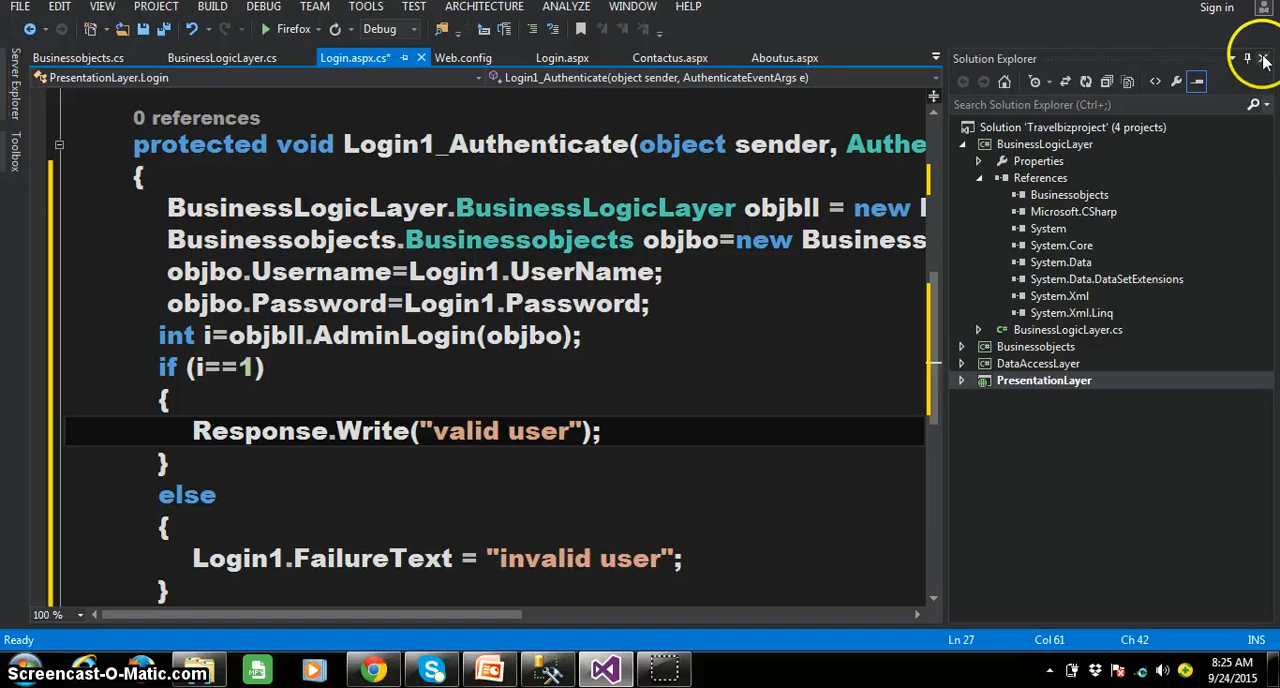 FILE EDIT VIEW PROJECT BUILD DEBUG TEAM TOOLS TEST ARCHITECTURE ANALYZE WINDOW HELP Sign in
Firefox Debug
Businessobjects.cs BusinessLogicLayer.cs Login.aspx.cs* Web.config Login.aspx Contactus.aspx Aboutus.aspx
PresentationLayer.Login Login1_Authenticate(object sender, AuthenticateEventArgs e)
Server Explorer
Toolbox
0 references
protected void Login1_Authenticate(object sender, Authe
{
BusinessLogicLayer.BusinessLogicLayer objbll = new
Businessobjects.Businessobjects objbo=new Business
objbo.Username=Login1.UserName;
objbo.Password=Login1.Password;
int i=objbll.AdminLogin(objbo);
if (i==1)
{
Response.Write("valid user");
}
else
{
Login1.FailureText = "invalid user";
}
100 %
Solution Explorer
Search Solution Explorer (Ctrl+;)
Solution 'Travelbizproject' (4 projects)
BusinessLogicLayer
Properties
References
Businessobjects
Microsoft.CSharp
System
System.Core
System.Data
System.Data.DataSetExtensions
System.Xml
System.Xml.Linq
BusinessLogicLayer.cs
Businessobjects
DataAccessLayer
PresentationLayer
Ready Ln 27 Col 61 Ch 42 INS
Screencast-O-Matic.com
8:25 AM
9/24/2015